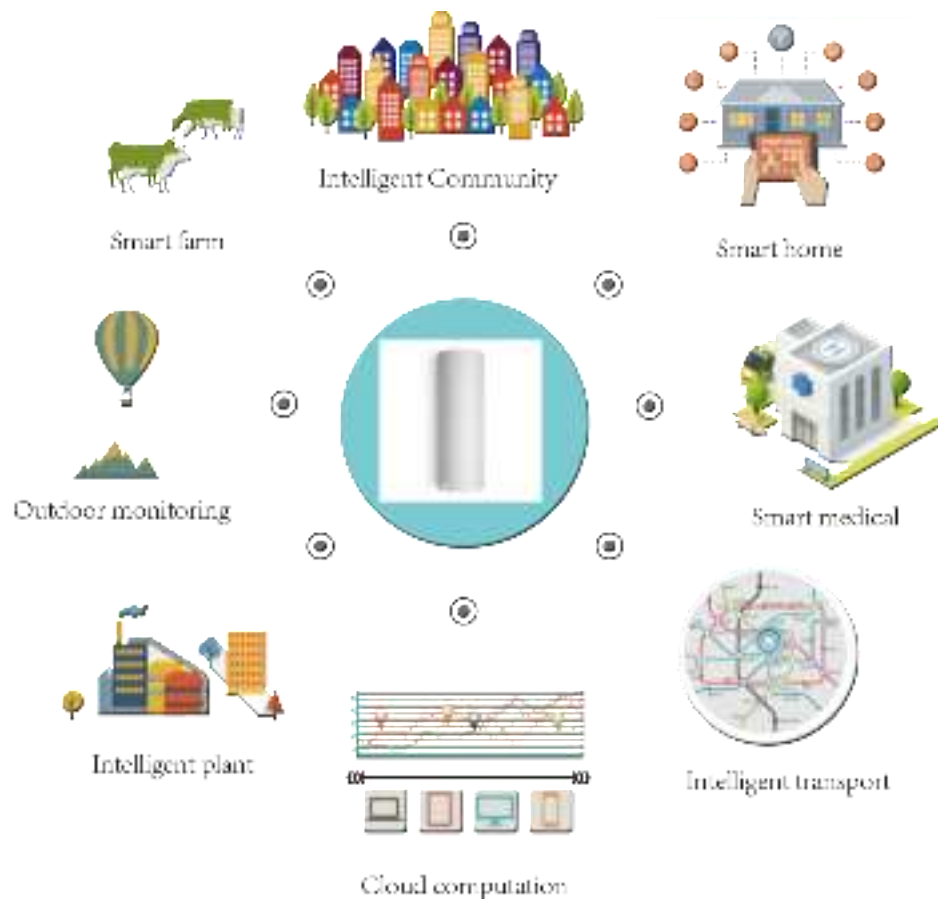 Intelligent Community
Smart farm
Smart home
Outdoor monitoring
Smart medical
Intelligent plant
Intelligent transport
Cloud computation